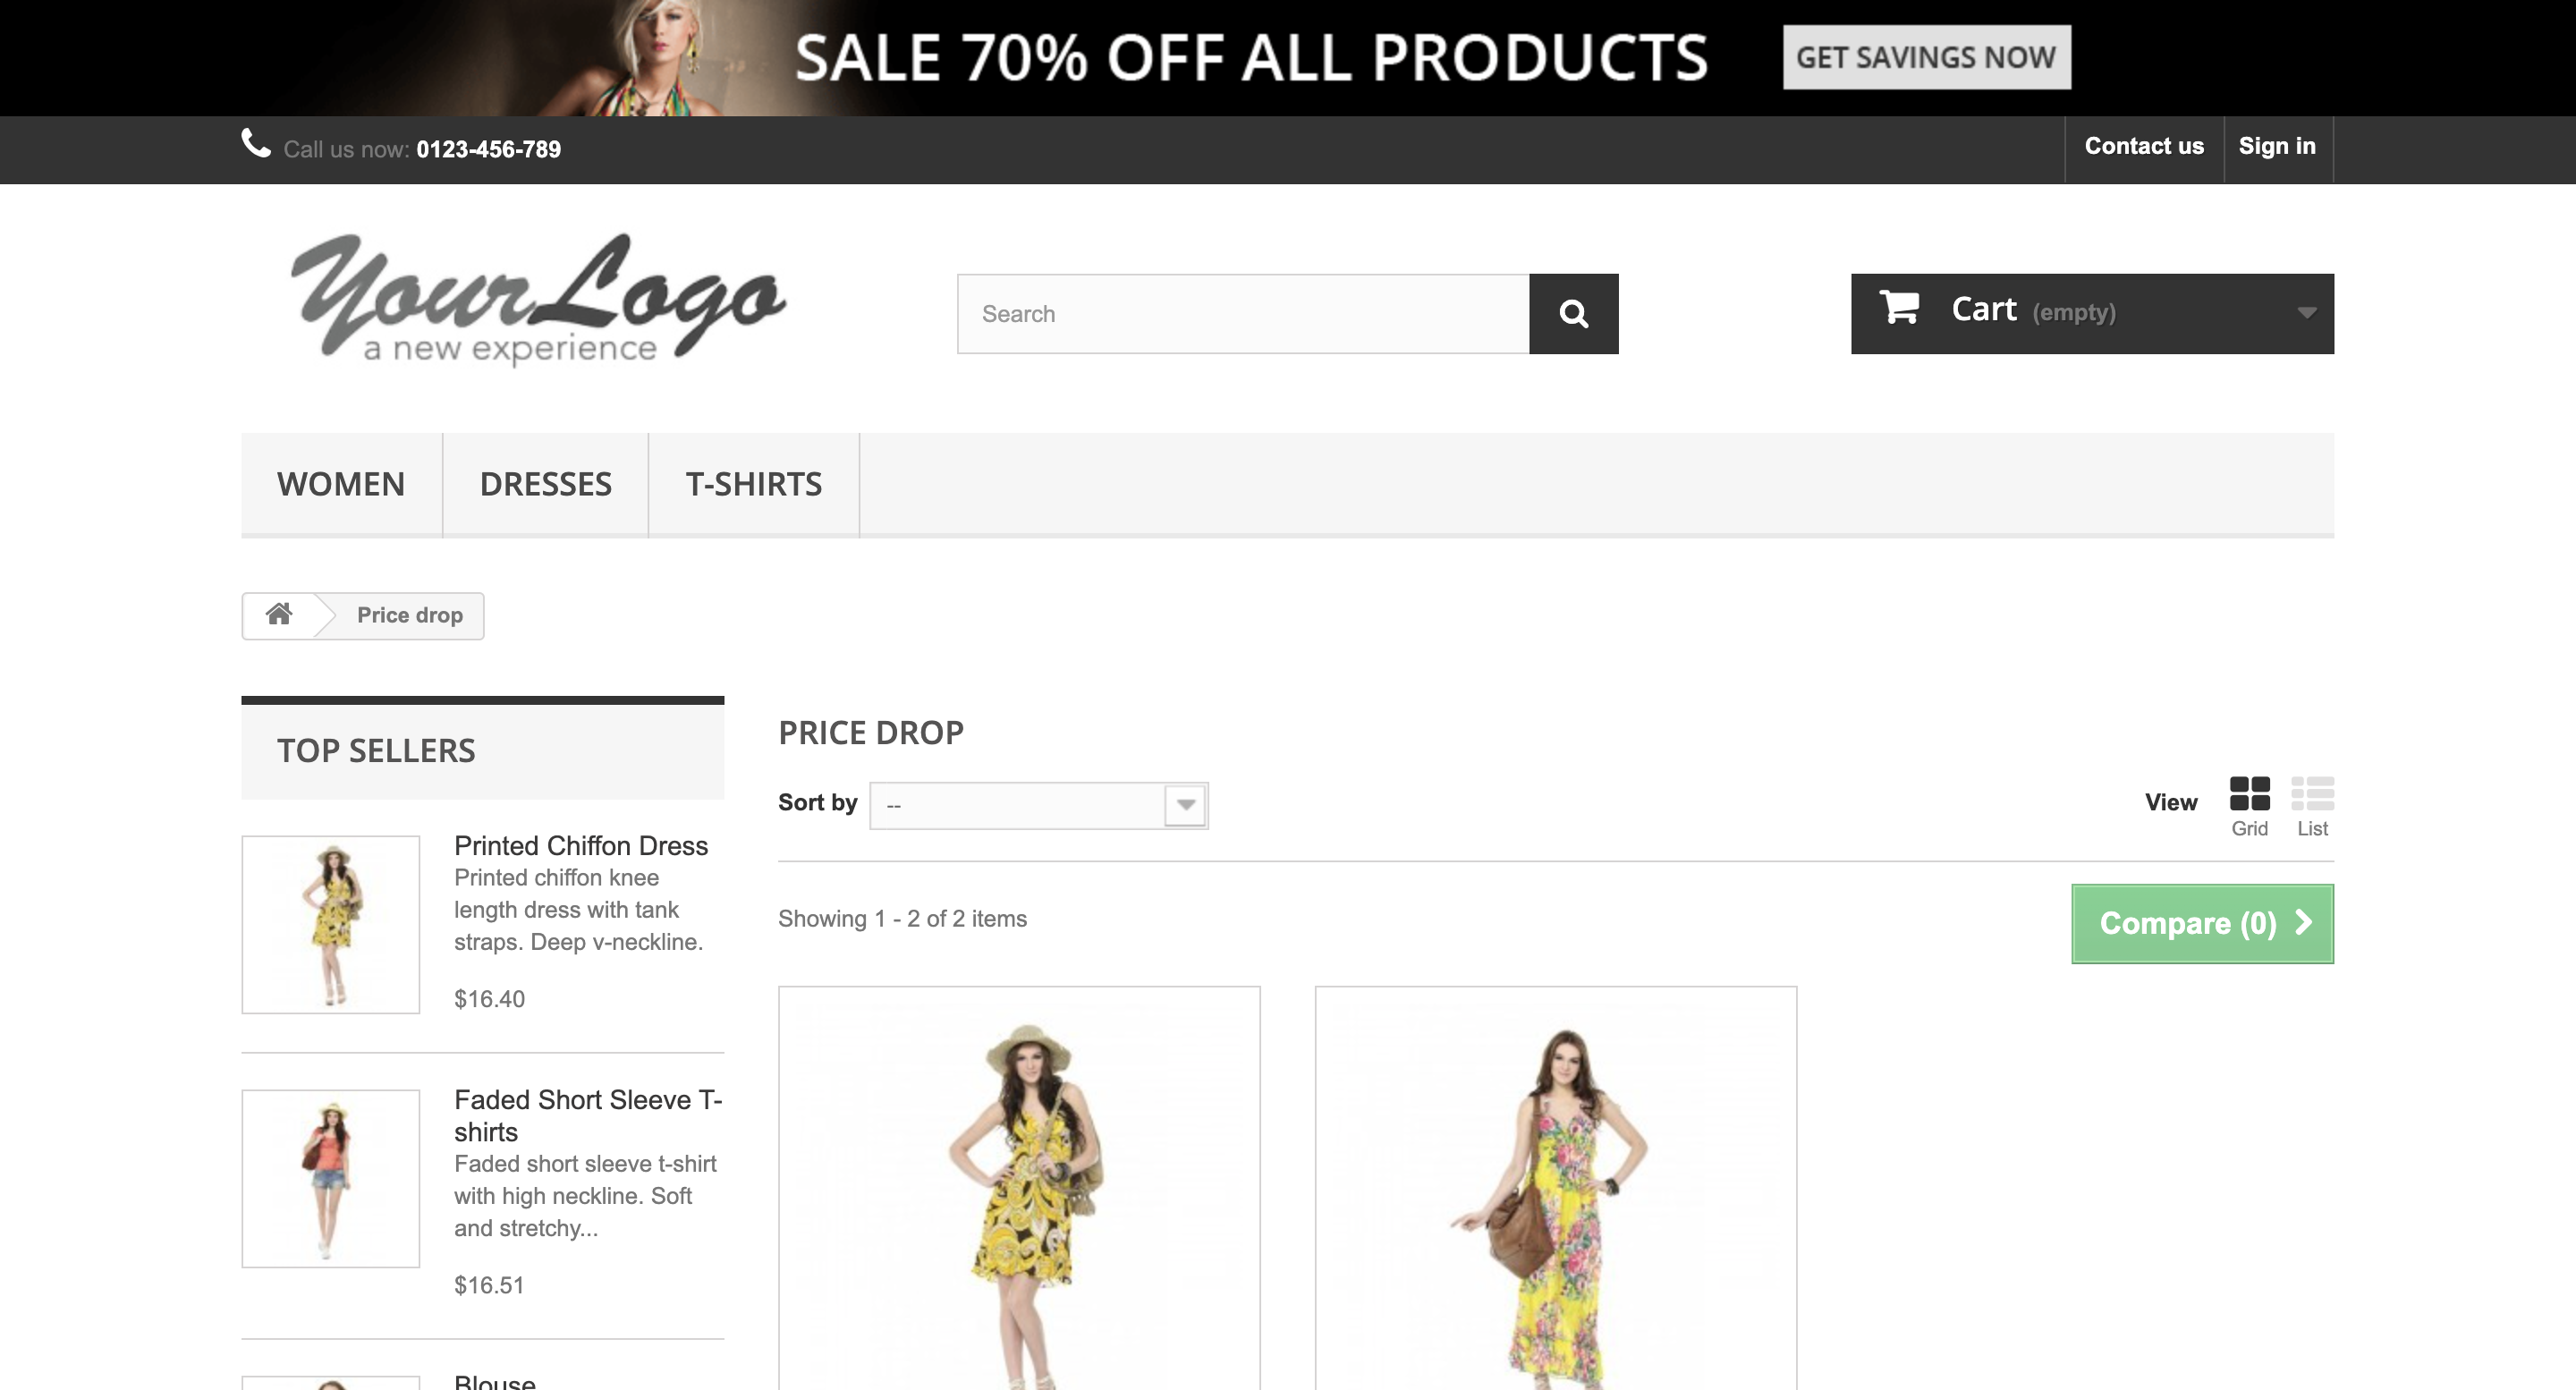 SALE 70% OFF ALL PRODUCTS
GET SAVINGS NOW
Call us now: 0123-456-789
Contact us
Sign in
YourLogo
a new experience
Search
Cart (empty)
WOMEN
DRESSES
T-SHIRTS
Price drop
TOP SELLERS
Printed Chiffon Dress
Printed chiffon knee
length dress with tank
straps. Deep v-neckline.
$16.40
Faded Short Sleeve T-
shirts
Faded short sleeve t-shirt
with high neckline. Soft
and stretchy...
$16.51
Blouse
PRICE DROP
Sort by
--
View
Grid
List
Showing 1 - 2 of 2 items
Compare (0)